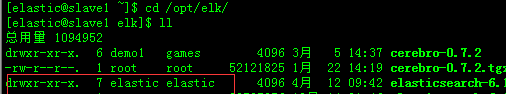 [elastic@slave1 ~]$ cd /opt/elk/
[elastic@slave1 elk]$ ll
总用量 1094952
drwxr-xr-x. 6 demo1 games 4096 3月 5 14:37 cerebro-0.7.2
-rw-r--r--. 1 root root 52121825 1月 22 14:19 cerebro-0.7.2.tgz
drwxr-xr-x. 7 elastic elastic 4096 4月 12 09:42 elasticsearch-6.1